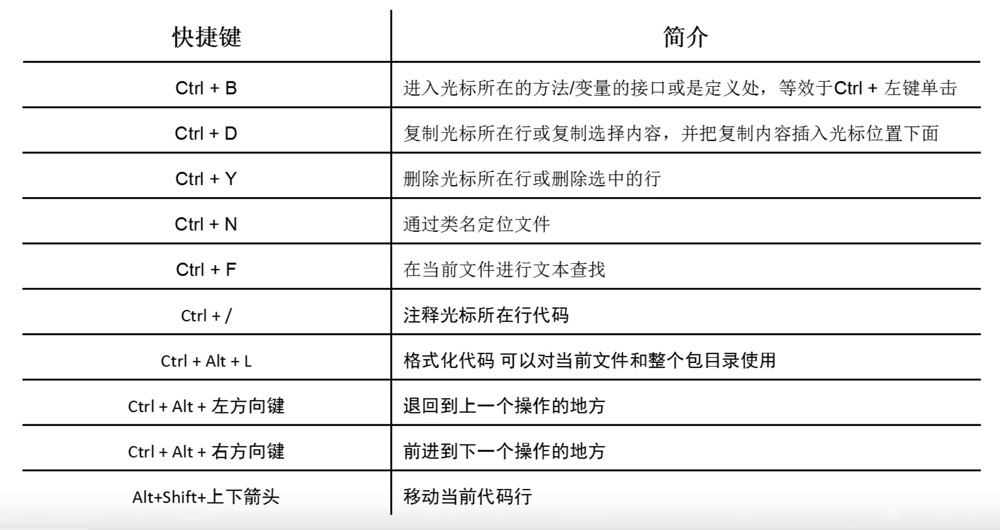 快捷键 简介
Ctrl + B 进入光标所在的方法/变量的接口或是定义处，等效于Ctrl + 左键单击
Ctrl + D 复制光标所在行或复制选择内容，并把复制内容插入光标位置下面
Ctrl + Y 删除光标所在行或删除选中的行
Ctrl + N 通过类名定位文件
Ctrl + F 在当前文件进行文本查找
Ctrl + / 注释光标所在行代码
Ctrl + Alt + L 格式化代码 可以对当前文件和整个包目录使用
Ctrl + Alt + 左方向键 退回到上一个操作的地方
Ctrl + Alt + 右方向键 前进到下一个操作的地方
Alt+Shift+上下箭头 移动当前代码行